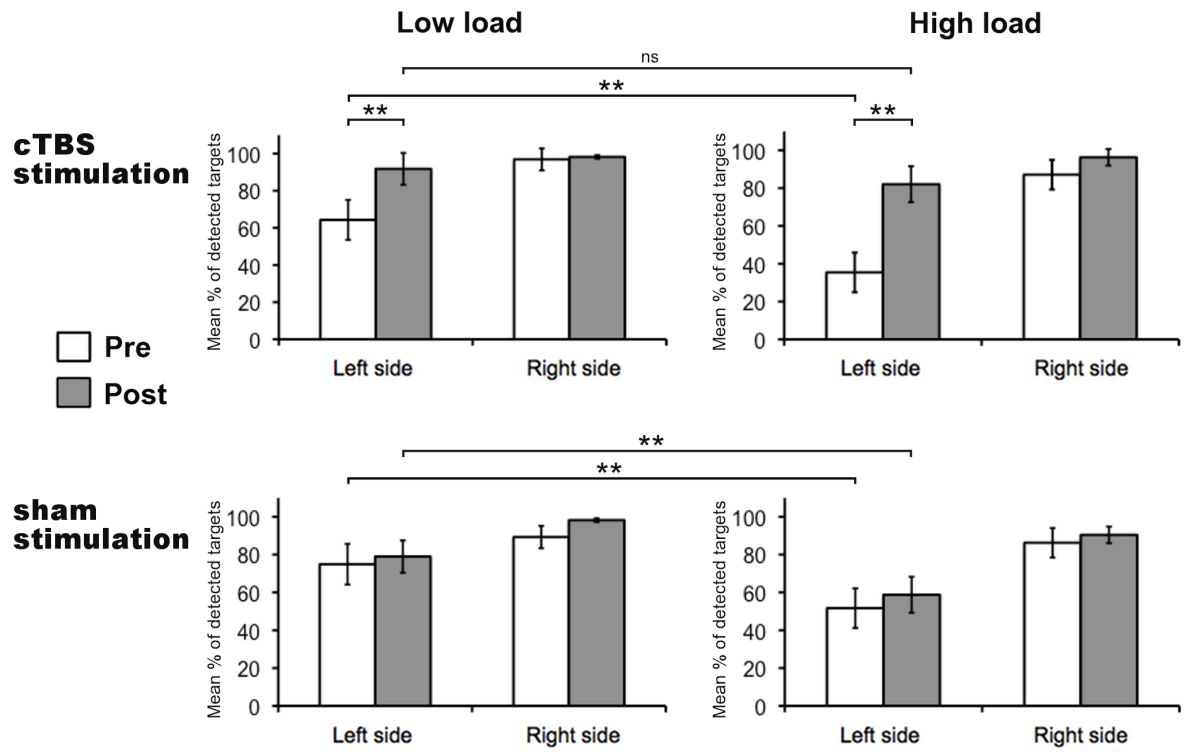 Low load
High load
ns
**
**
**
cTBS
stimulation
Mean % of detected targets
100
80
60
40
20
0
Left side
Right side
Mean % of detected targets
100
80
60
40
20
0
Left side
Right side
Pre
Post
**
**
sham
stimulation
Mean % of detected targets
100
80
60
40
20
0
Left side
Right side
Mean % of detected targets
100
80
60
40
20
0
Left side
Right side